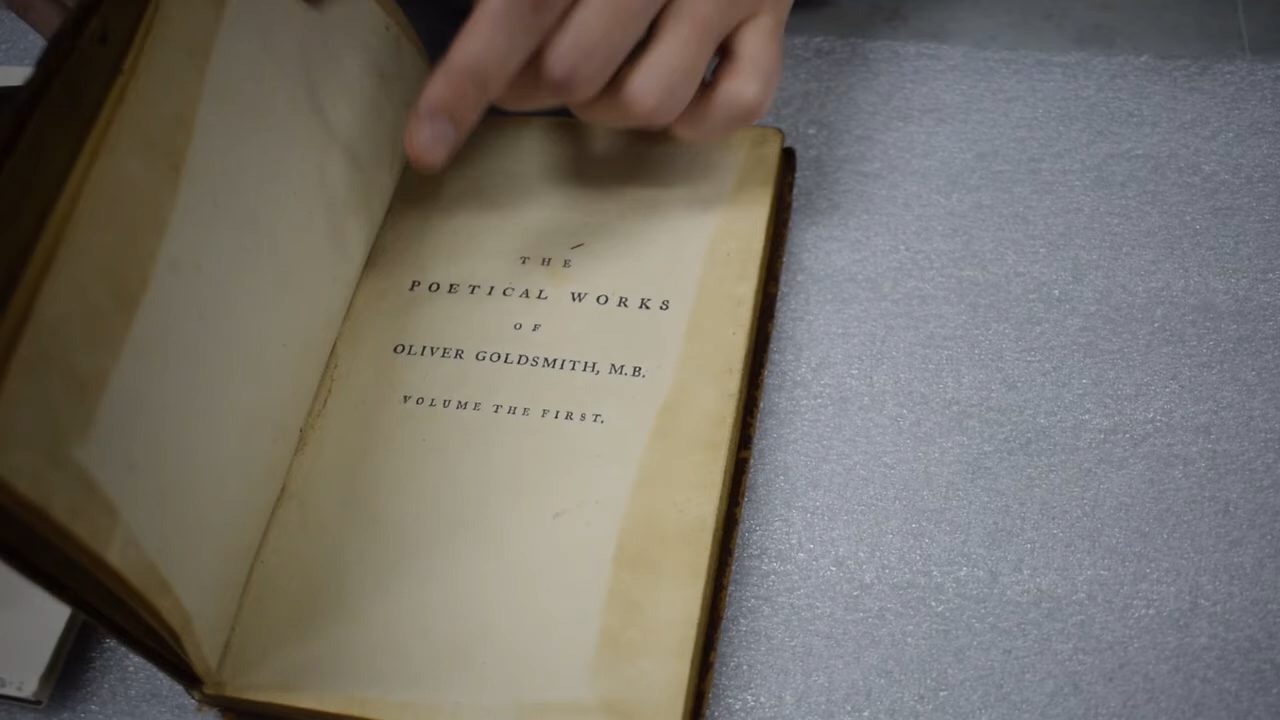 THE
POETICAL WORKS
OF
OLIVER GOLDSMITH, M.B.
VOLUME THE FIRST.